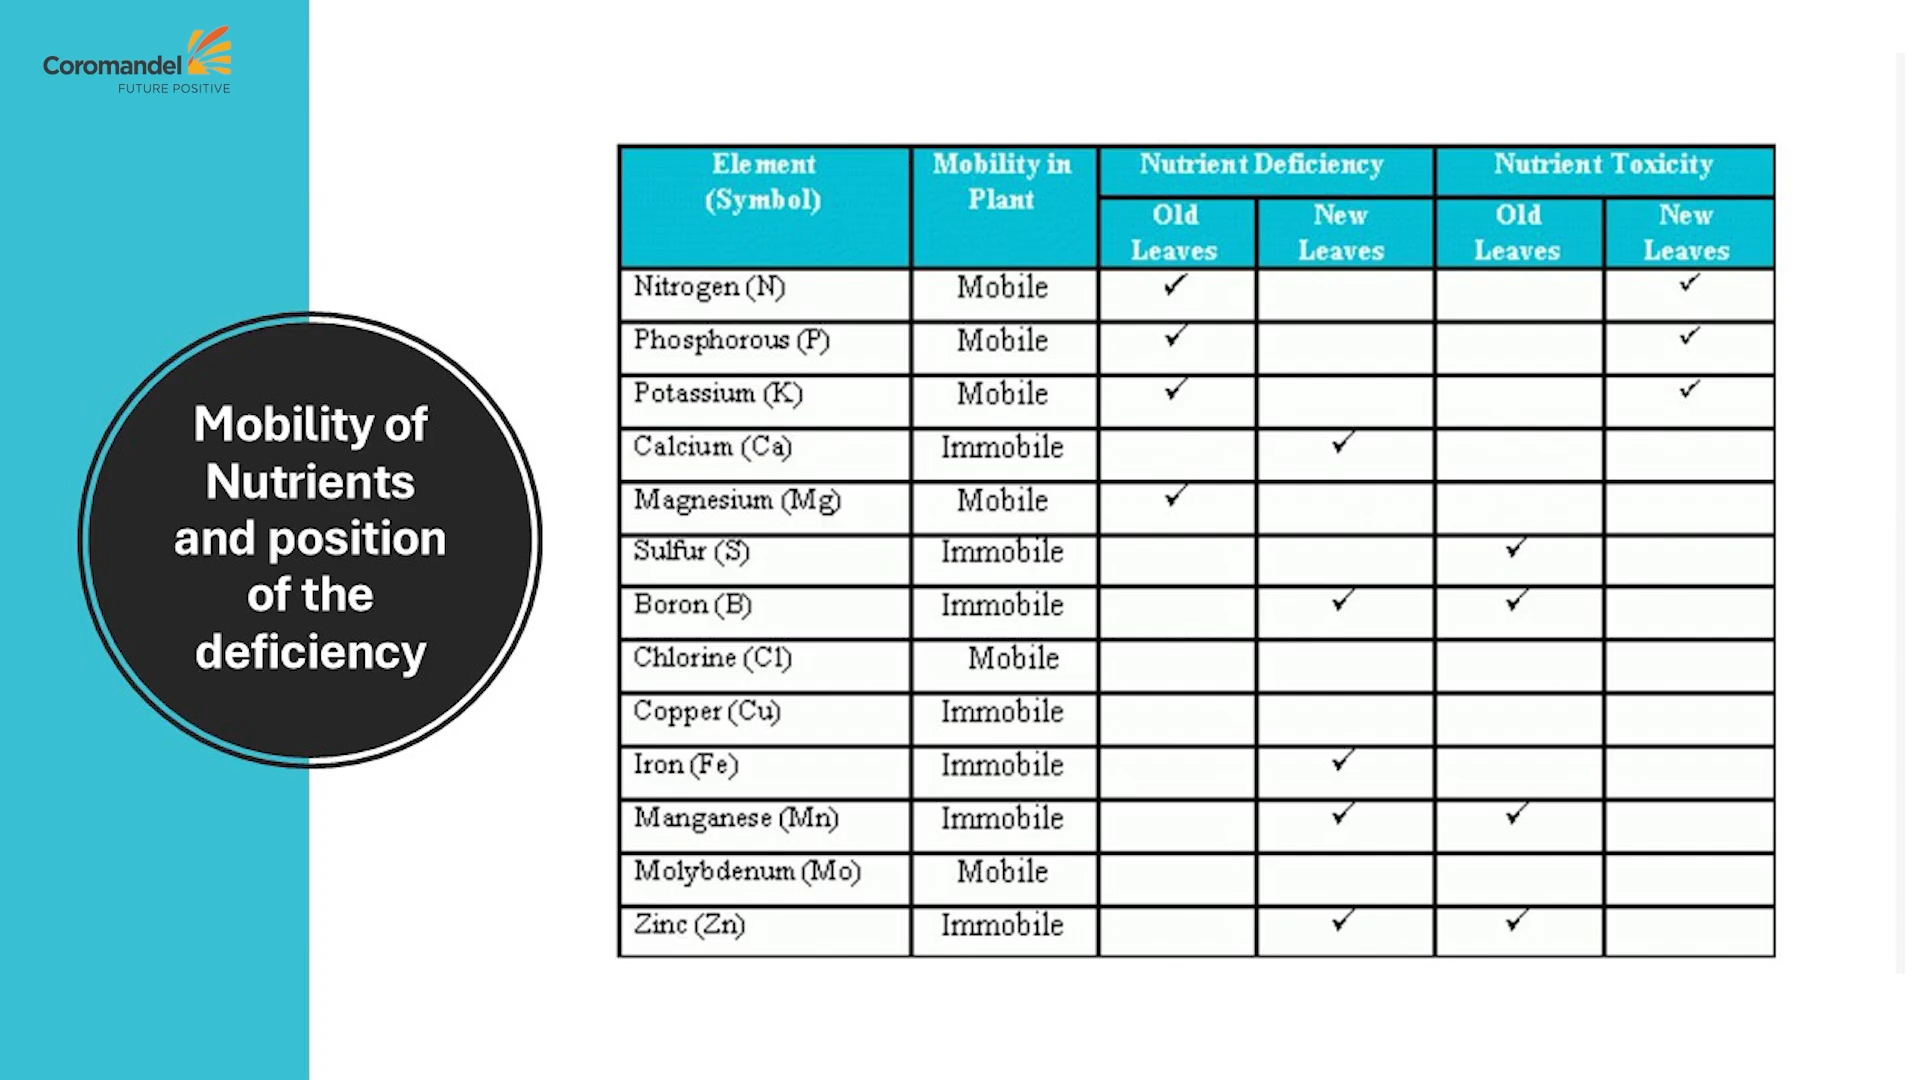 Coromandel
FUTURE POSITIVE
Mobility of
Nutrients
and position
of the
deficiency
Element (Symbol) Mobility in Plant Nutrient Deficiency Nutrient Toxicity
Old Leaves New Leaves Old Leaves New Leaves
Nitrogen (N) Mobile ✓ ✓
Phosphorous (P) Mobile ✓ ✓
Potassium (K) Mobile ✓ ✓
Calcium (Ca) Immobile ✓
Magnesium (Mg) Mobile ✓
Sulfur (S) Immobile ✓
Boron (B) Immobile ✓ ✓
Chlorine (Cl) Mobile
Copper (Cu) Immobile
Iron (Fe) Immobile ✓
Manganese (Mn) Immobile ✓ ✓
Molybdenum (Mo) Mobile
Zinc (Zn) Immobile ✓ ✓